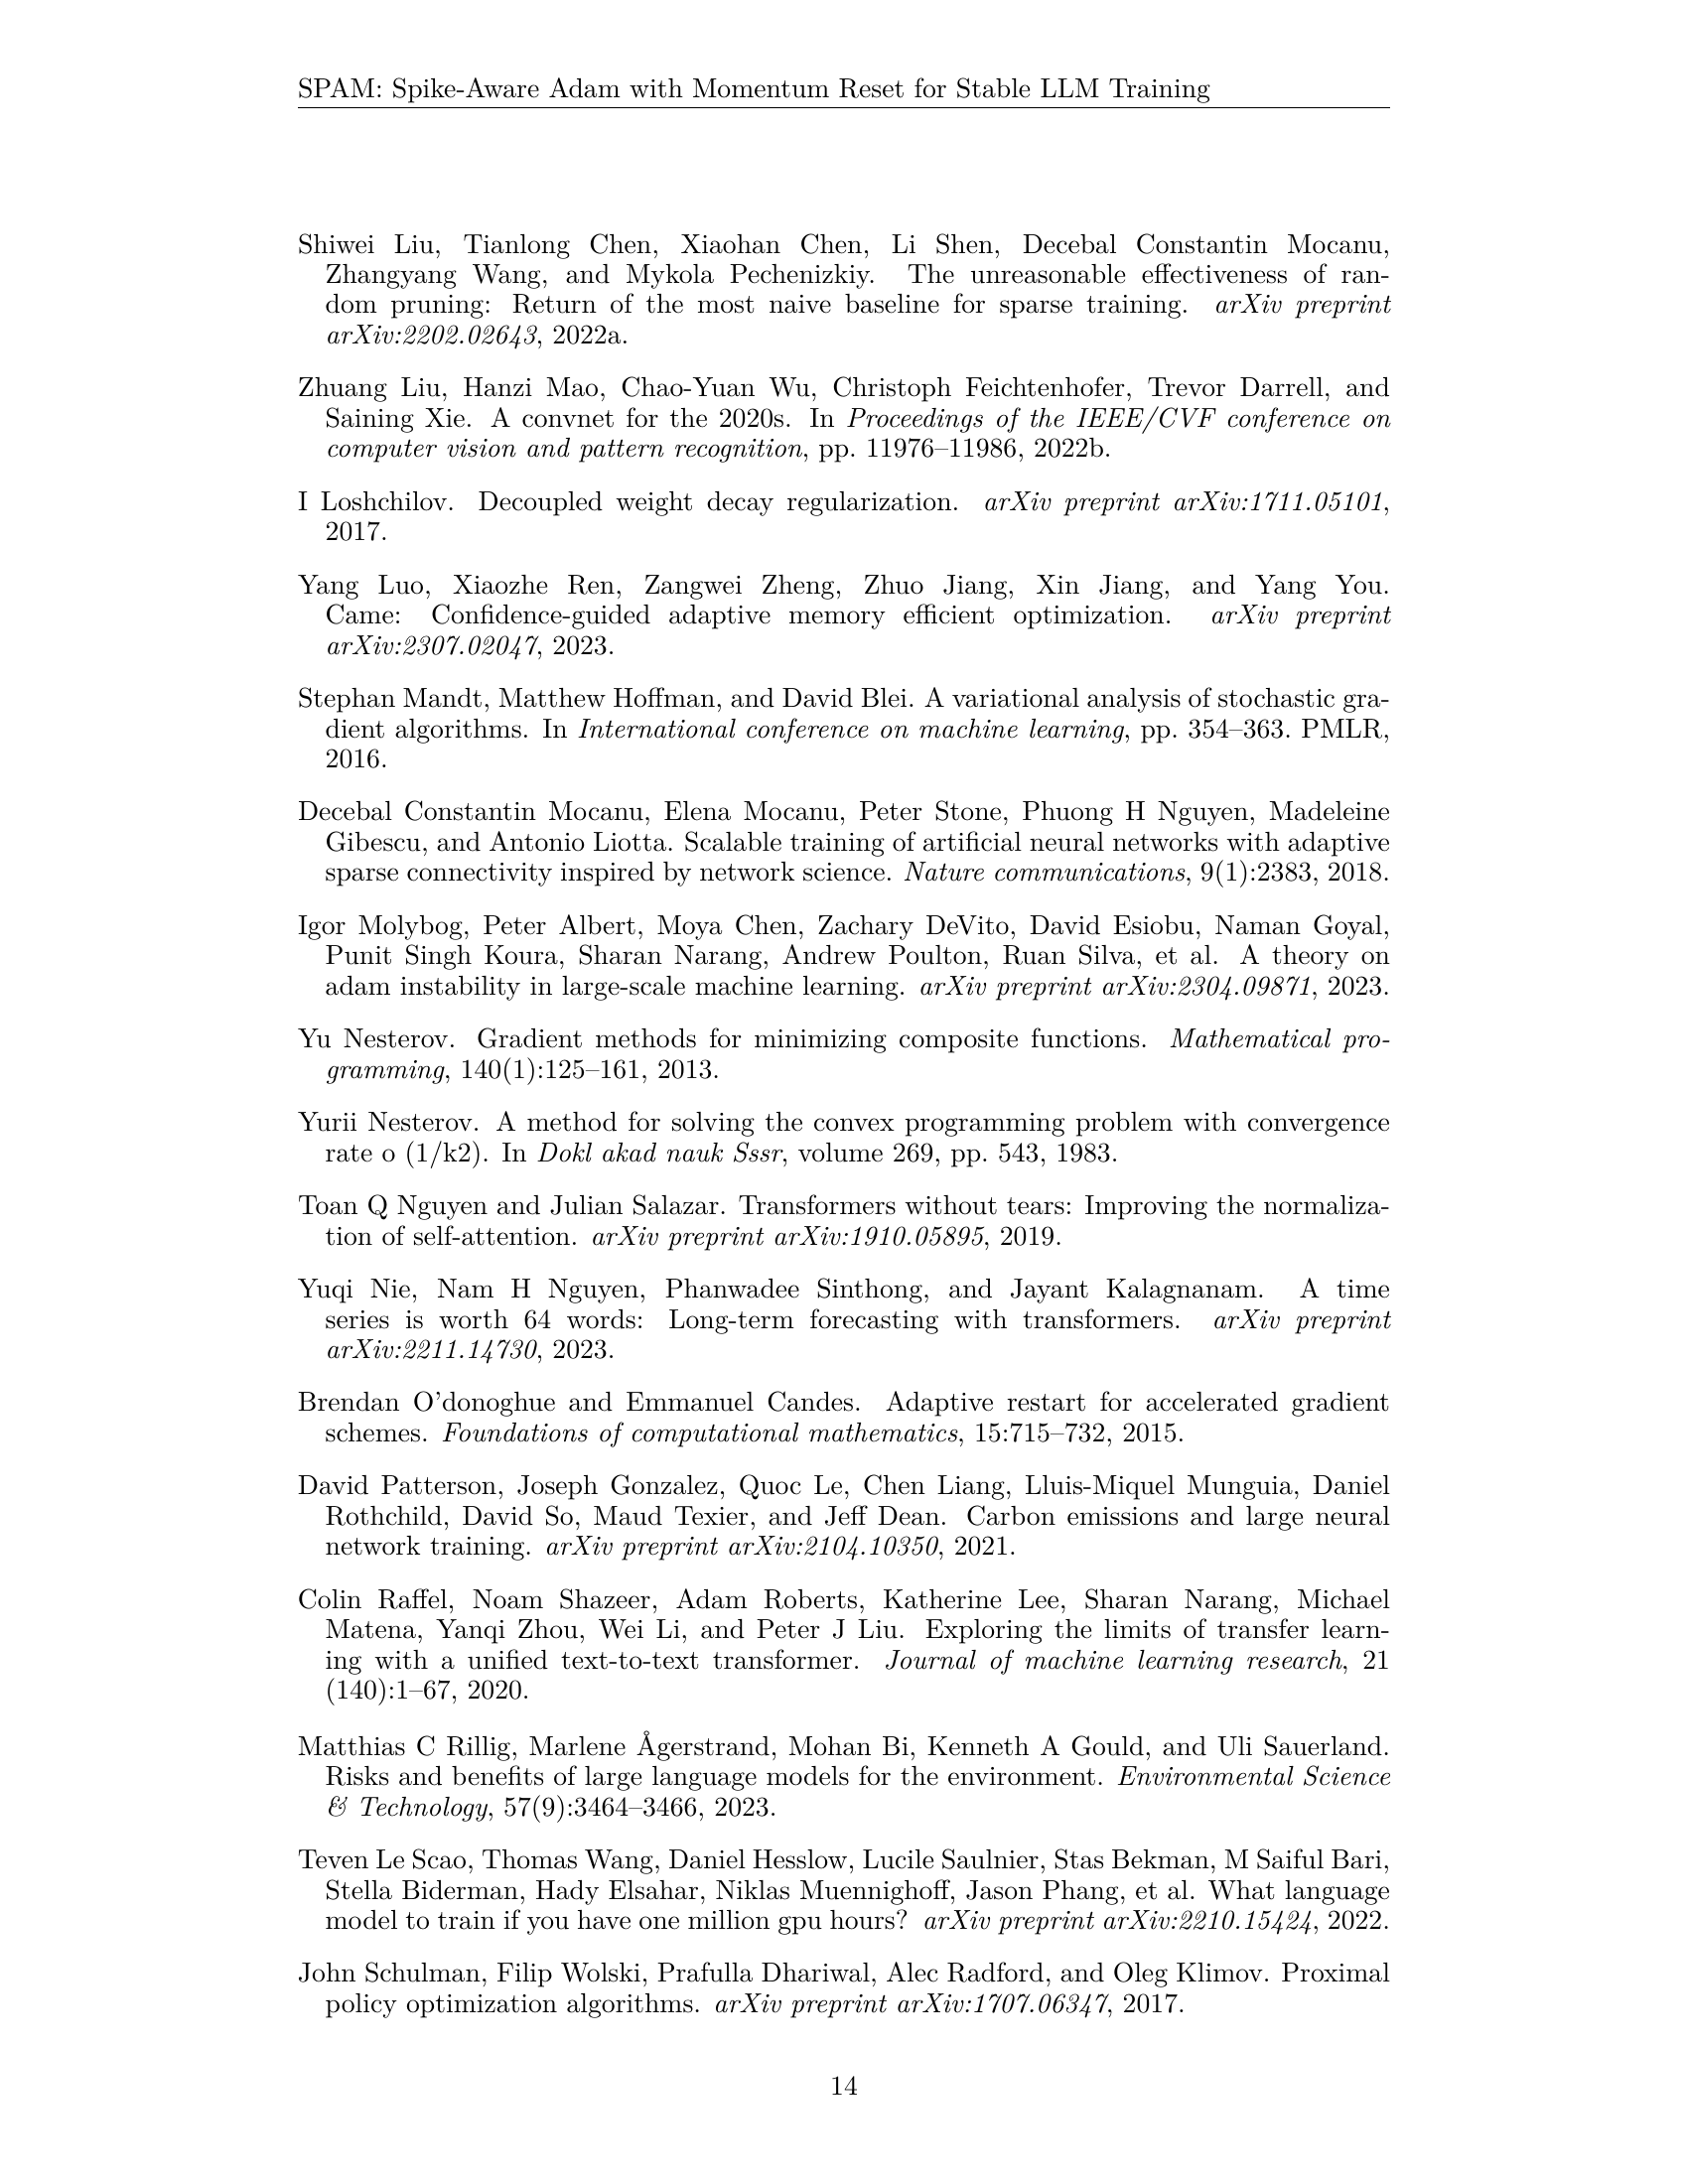 SPAM: Spike-Aware Adam with Momentum Reset for Stable LLM Training
Shiwei Liu, Tianlong Chen, Xiaohan Chen, Li Shen, Decebal Constantin Mocanu,
Zhangyang Wang, and Mykola Pechenizkiy. The unreasonable effectiveness of ran-
dom pruning: Return of the most naive baseline for sparse training. arXiv preprint
arXiv:2202.02643, 2022a.
Zhuang Liu, Hanzi Mao, Chao-Yuan Wu, Christoph Feichtenhofer, Trevor Darrell, and
Saining Xie. A convnet for the 2020s. In Proceedings of the IEEE/CVF conference on
computer vision and pattern recognition, pp. 11976–11986, 2022b.
I Loshchilov. Decoupled weight decay regularization. arXiv preprint arXiv:1711.05101,
2017.
Yang Luo, Xiaozhe Ren, Zangwei Zheng, Zhuo Jiang, Xin Jiang, and Yang You.
Came: Confidence-guided adaptive memory efficient optimization. arXiv preprint
arXiv:2307.02047, 2023.
Stephan Mandt, Matthew Hoffman, and David Blei. A variational analysis of stochastic gra-
dient algorithms. In International conference on machine learning, pp. 354–363. PMLR,
2016.
Decebal Constantin Mocanu, Elena Mocanu, Peter Stone, Phuong H Nguyen, Madeleine
Gibescu, and Antonio Liotta. Scalable training of artificial neural networks with adaptive
sparse connectivity inspired by network science. Nature communications, 9(1):2383, 2018.
Igor Molybog, Peter Albert, Moya Chen, Zachary DeVito, David Esiobu, Naman Goyal,
Punit Singh Koura, Sharan Narang, Andrew Poulton, Ruan Silva, et al. A theory on
adam instability in large-scale machine learning. arXiv preprint arXiv:2304.09871, 2023.
Yu Nesterov. Gradient methods for minimizing composite functions. Mathematical pro-
gramming, 140(1):125–161, 2013.
Yurii Nesterov. A method for solving the convex programming problem with convergence
rate o (1/k2). In Dokl akad nauk Sssr, volume 269, pp. 543, 1983.
Toan Q Nguyen and Julian Salazar. Transformers without tears: Improving the normaliza-
tion of self-attention. arXiv preprint arXiv:1910.05895, 2019.
Yuqi Nie, Nam H Nguyen, Phanwadee Sinthong, and Jayant Kalagnanam. A time
series is worth 64 words: Long-term forecasting with transformers. arXiv preprint
arXiv:2211.14730, 2023.
Brendan O'donoghue and Emmanuel Candes. Adaptive restart for accelerated gradient
schemes. Foundations of computational mathematics, 15:715–732, 2015.
David Patterson, Joseph Gonzalez, Quoc Le, Chen Liang, Lluis-Miquel Munguia, Daniel
Rothchild, David So, Maud Texier, and Jeff Dean. Carbon emissions and large neural
network training. arXiv preprint arXiv:2104.10350, 2021.
Colin Raffel, Noam Shazeer, Adam Roberts, Katherine Lee, Sharan Narang, Michael
Matena, Yanqi Zhou, Wei Li, and Peter J Liu. Exploring the limits of transfer learn-
ing with a unified text-to-text transformer. Journal of machine learning research, 21
(140):1–67, 2020.
Matthias C Rillig, Marlene Ågerstrand, Mohan Bi, Kenneth A Gould, and Uli Sauerland.
Risks and benefits of large language models for the environment. Environmental Science
& Technology, 57(9):3464–3466, 2023.
Teven Le Scao, Thomas Wang, Daniel Hesslow, Lucile Saulnier, Stas Bekman, M Saiful Bari,
Stella Biderman, Hady Elsahar, Niklas Muennighoff, Jason Phang, et al. What language
model to train if you have one million gpu hours? arXiv preprint arXiv:2210.15424, 2022.
John Schulman, Filip Wolski, Prafulla Dhariwal, Alec Radford, and Oleg Klimov. Proximal
policy optimization algorithms. arXiv preprint arXiv:1707.06347, 2017.
14